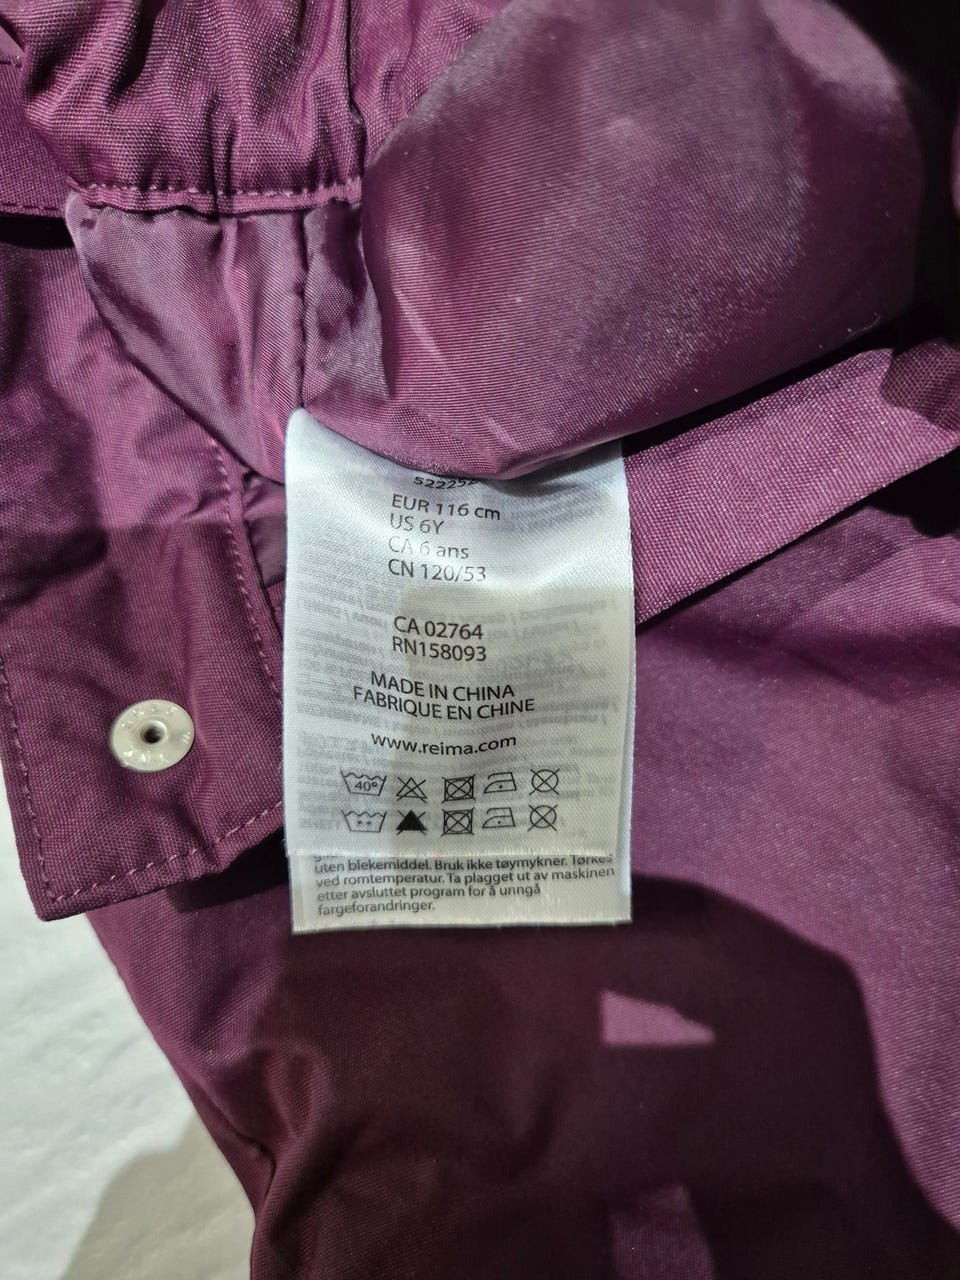 522252
EUR 116 cm
US 6Y
CA 6 ans
CN 120/53
CA 02764
RN158093
MADE IN CHINA
FABRIQUE EN CHINE
www.reima.com
40°
uten blekemiddel. Bruk ikke tøymykner. Tørkes
ved romtemperatur. Ta plagget ut av maskinen
etter avsluttet program for å unngå
fargeforandringer.